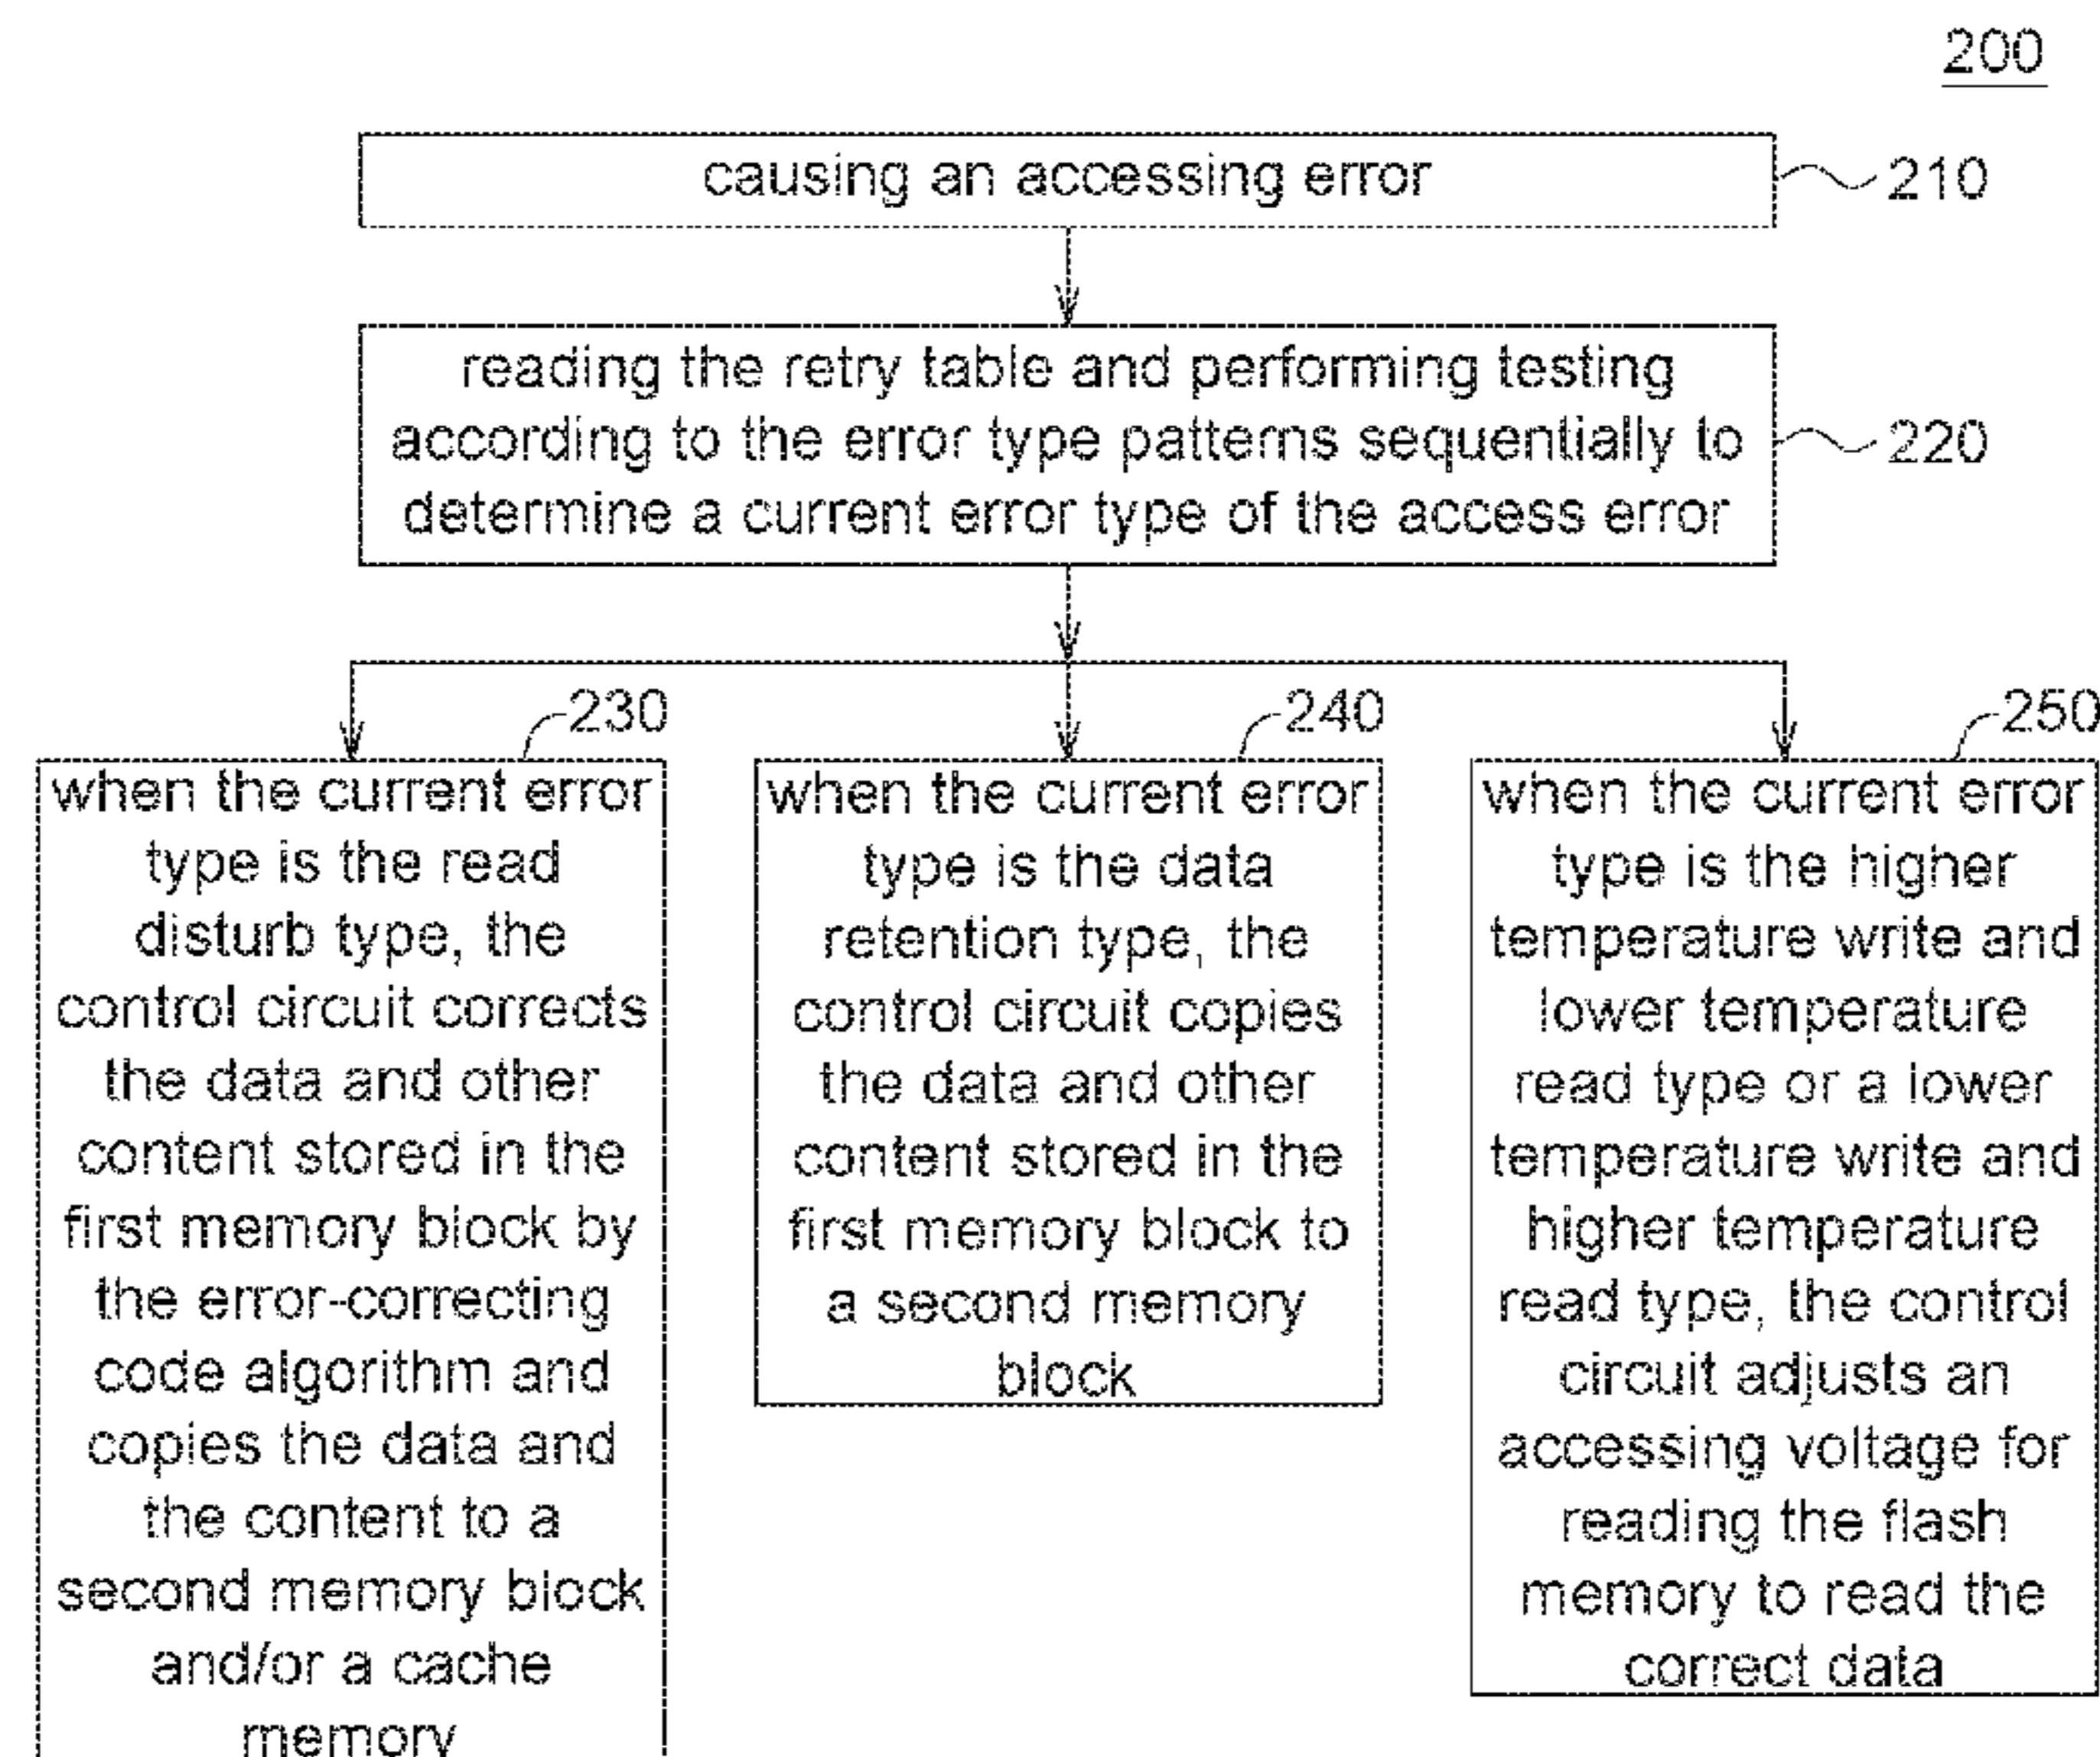 200
causing an accessing error
210
reading the retry table and performing testing
according to the error type patterns sequentially to
determine a current error type of the access error
220
230
when the current error
type is the read
disturb type, the
control circuit corrects
the data and other
content stored in the
first memory block by
the error-correcting
code algorithm and
copies the data and
the content to a
second memory block
and/or a cache
memory
240
when the current error
type is the data
retention type, the
control circuit copies
the data and other
content stored in the
first memory block to
a second memory
block
250
when the current error
type is the higher
temperature write and
lower temperature
read type or a lower
temperature write and
higher temperature
read type, the control
circuit adjusts an
accessing voltage for
reading the flash
memory to read the
correct data